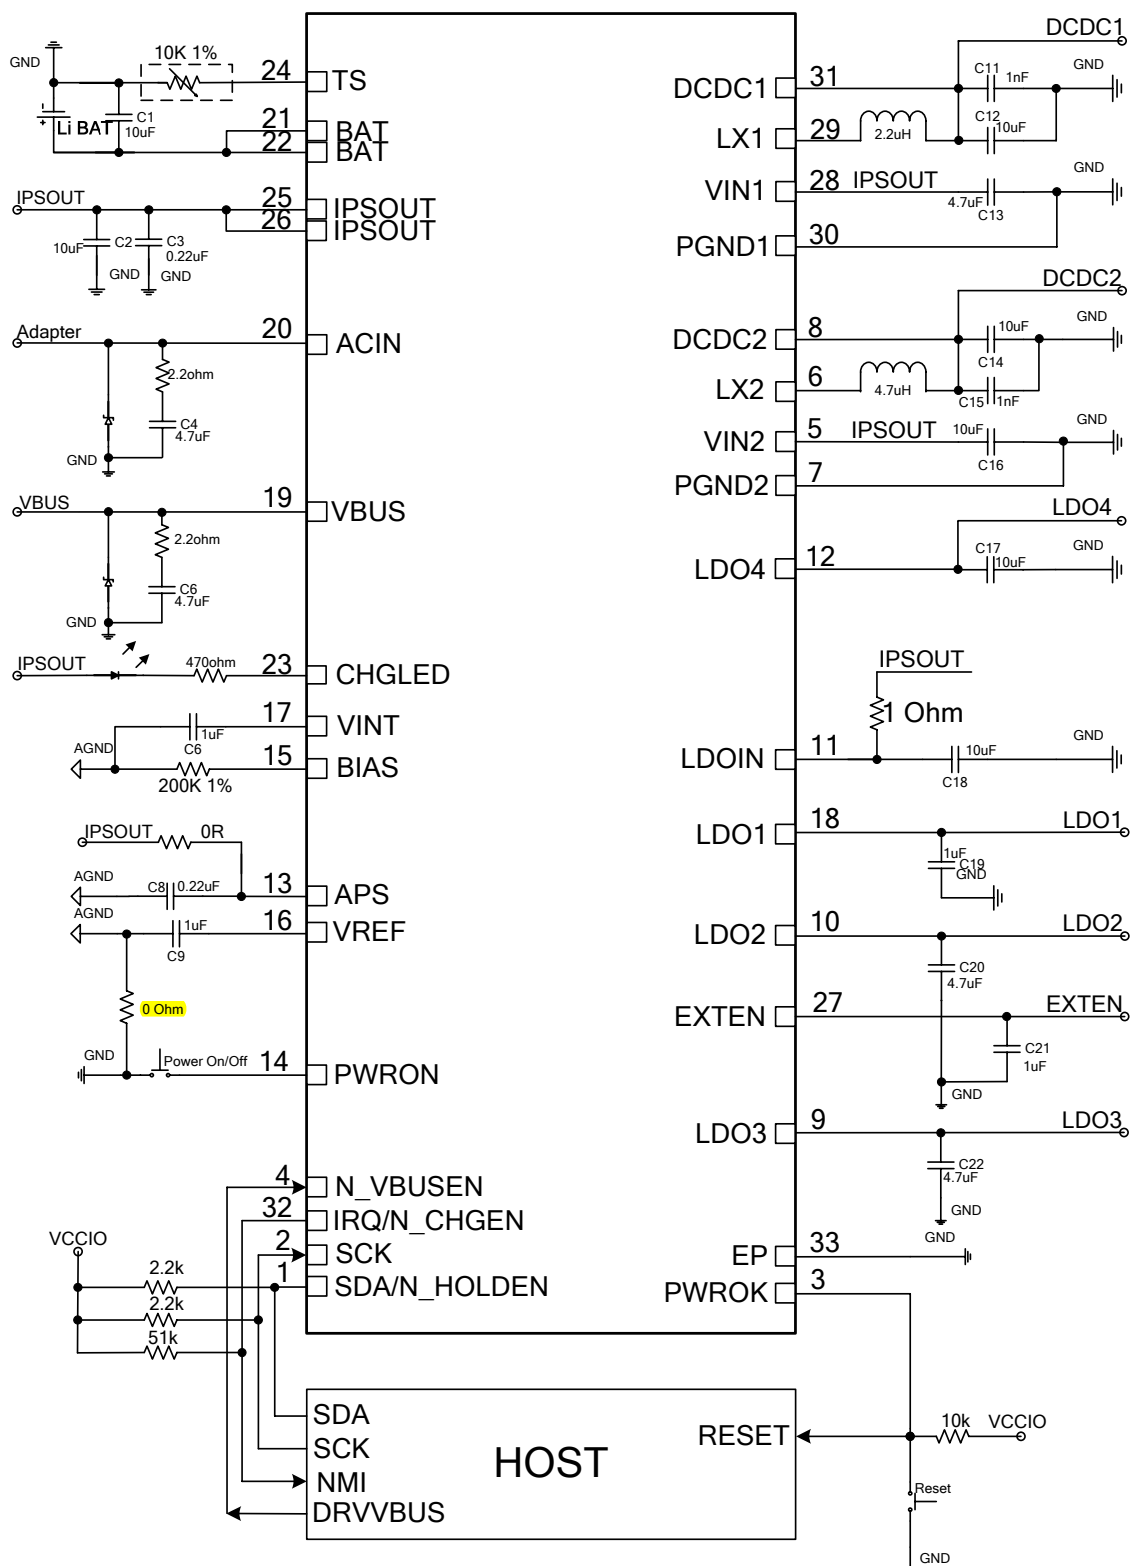 GND
10K 1%
24
TS
C1
10uF
- + Li BAT
21
BAT
22
BAT
IPSOUT
25
IPSOUT
26
IPSOUT
10uF
C2
C3
0.22uF
GND
GND
Adapter
20
ACIN
2.2ohm
C4
4.7uF
GND
VBUS
19
VBUS
2.2ohm
C6
4.7uF
GND
IPSOUT
470ohm
23
CHGLED
17
VINT
1uF
C6
AGND
15
BIAS
200K 1%
IPSOUT
0R
AGND
C8
0.22uF
13
APS
AGND
1uF
C9
16
VREF
0 Ohm
GND
Power On/Off
14
PWRON
4
N_VBUSEN
32
IRQ/N_CHGEN
2
SCK
1
SDA/N_HOLDEN
VCCIO
2.2k
2.2k
51k
DCDC1
DCDC1
31
C11
1nF
GND
LX1
29
2.2uH
C12
10uF
VIN1
28
IPSOUT
4.7uF
C13
GND
PGND1
30
DCDC2
DCDC2
8
10uF
C14
GND
LX2
6
4.7uH
C15
1nF
VIN2
5
IPSOUT
10uF
C16
GND
PGND2
7
LDO4
LDO4
12
C17
10uF
GND
IPSOUT
1 Ohm
LDOIN
11
10uF
C18
GND
LDO1
18
LDO1
1uF
C19
GND
LDO2
10
LDO2
C20
4.7uF
EXTEN
27
EXTEN
C21
1uF
GND
LDO3
9
LDO3
C22
4.7uF
GND
GND
EP
33
PWROK
3
SDA
SCK
NMI
DRVVBUS
HOST
RESET
10k
VCCIO
Reset
GND